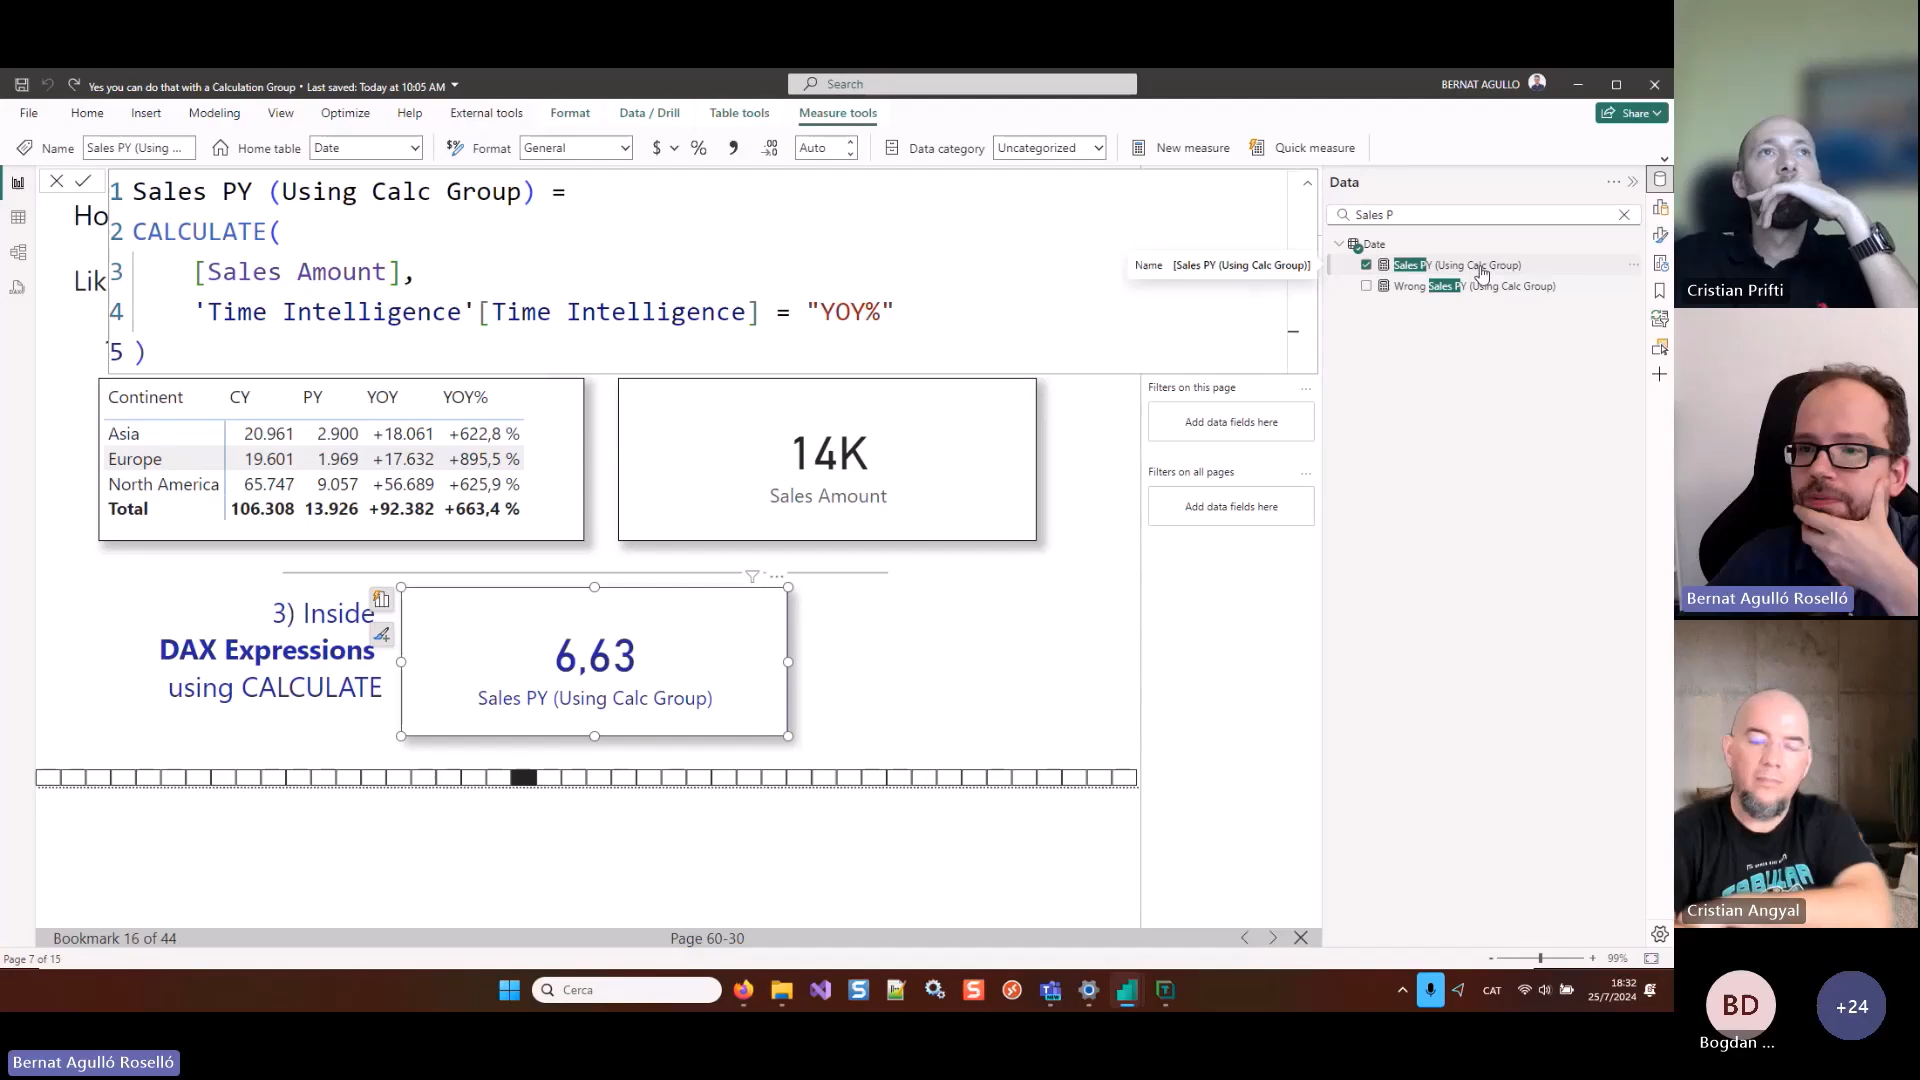 Yes you can do that with a Calculation Group • Last saved: Today at 10:05 AM
Search
BERNAT AGULLO
File Home Insert Modeling View Optimize Help External tools Format Data / Drill Table tools Measure tools
Share
Name Sales PY (Using ... Home table Date Format General $ % Auto Data category Uncategorized New measure Quick measure
1 Sales PY (Using Calc Group) =
2 CALCULATE(
3 [Sales Amount],
4 'Time Intelligence'[Time Intelligence] = "YOY%"
5 )
Ho
Lik
Name [Sales PY (Using Calc Group)]
Data
Sales P
Date
Sales PY (Using Calc Group)
Wrong Sales PY (Using Calc Group)
Filters on this page
Add data fields here
Filters on all pages
Add data fields here
Continent CY PY YOY YOY%
Asia 20.961 2.900 +18.061 +622,8 %
Europe 19.601 1.969 +17.632 +895,5 %
North America 65.747 9.057 +56.689 +625,9 %
Total 106.308 13.926 +92.382 +663,4 %
14K
Sales Amount
3) Inside
DAX Expressions
using CALCULATE
6,63
Sales PY (Using Calc Group)
Bookmark 16 of 44
Page 60-30
Page 7 of 15
99%
Cerca
CAT
18:32
25/7/2024
Cristian Prifti
Bernat Agulló Roselló
TABULAR
Cristian Angyal
BD
Bogdan ...
+24
Bernat Agulló Roselló